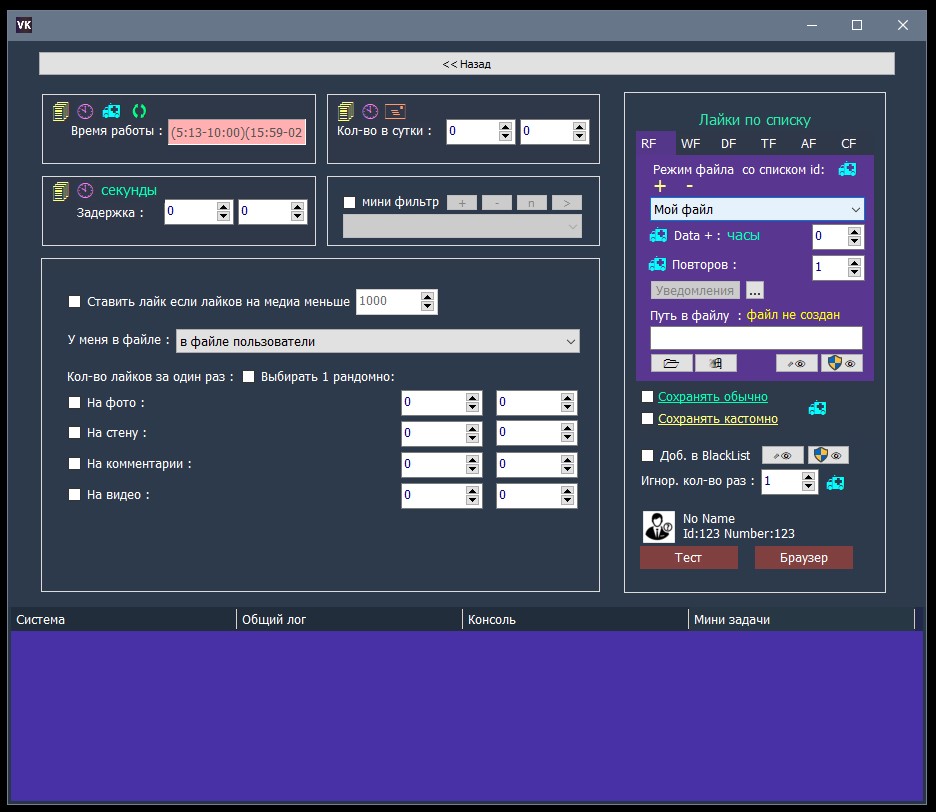 VK
<< Назад
Время работы : (5:13-10:00)(15:59-02
Кол-во в сутки : 0 0
секунды
Задержка : 0 0
мини фильтр + - n >
Ставить лайк если лайков на медиа меньше 1000
У меня в файле : в файле пользователи
Кол-во лайков за один раз : Выбирать 1 рандомно:
На фото : 0 0
На стену : 0 0
На комментарии : 0 0
На видео : 0 0
Лайки по списку
RF WF DF TF AF CF
Режим файла со списком id:
+ -
Мой файл
Data + : часы 0
Повторов : 1
Уведомления ...
Путь в файлу : файл не создан
Сохранять обычно
Сохранять кастомно
Доб. в BlackList
Игнор. кол-во раз : 1
No Name
Id:123 Number:123
Тест Браузер
Система Общий лог Консоль Мини задачи